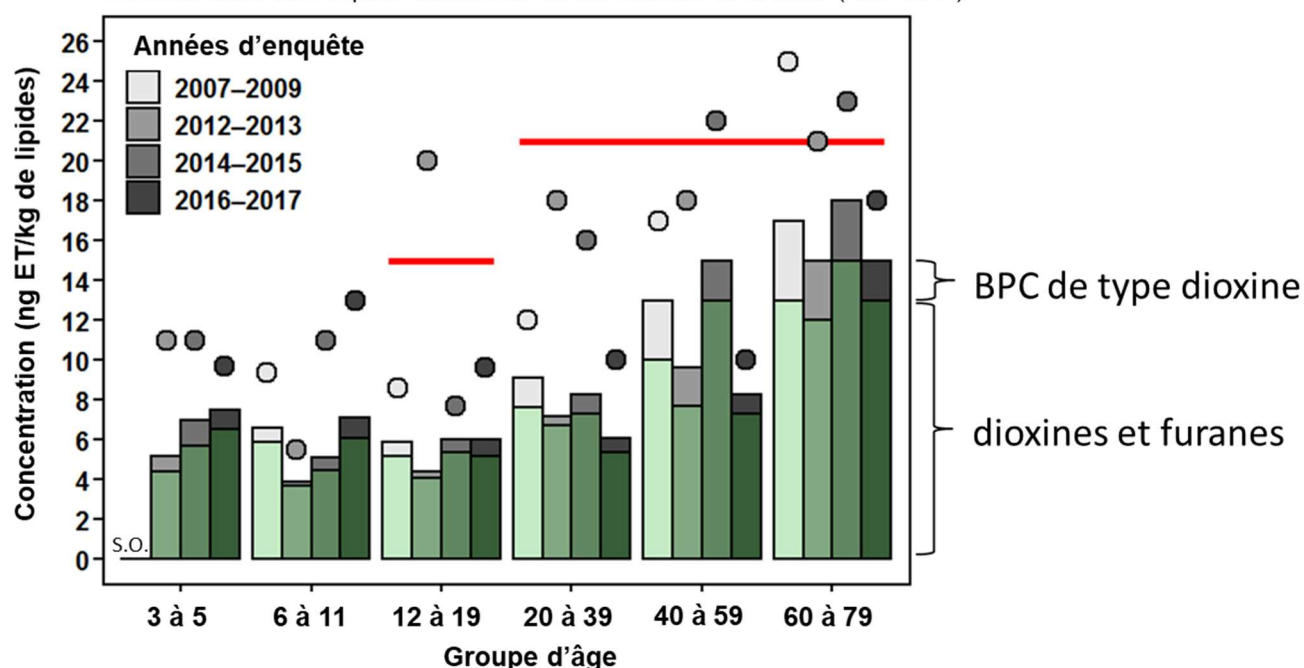 Concentration (ng ET/kg de lipides)
26
24
22
20
18
16
14
12
10
8
6
4
2
0
Années d’enquête
2007–2009
2012–2013
2014–2015
2016–2017
S.O.
BPC de type dioxine
dioxines et furanes
3 à 5
6 à 11
12 à 19
20 à 39
40 à 59
60 à 79
Groupe d’âge